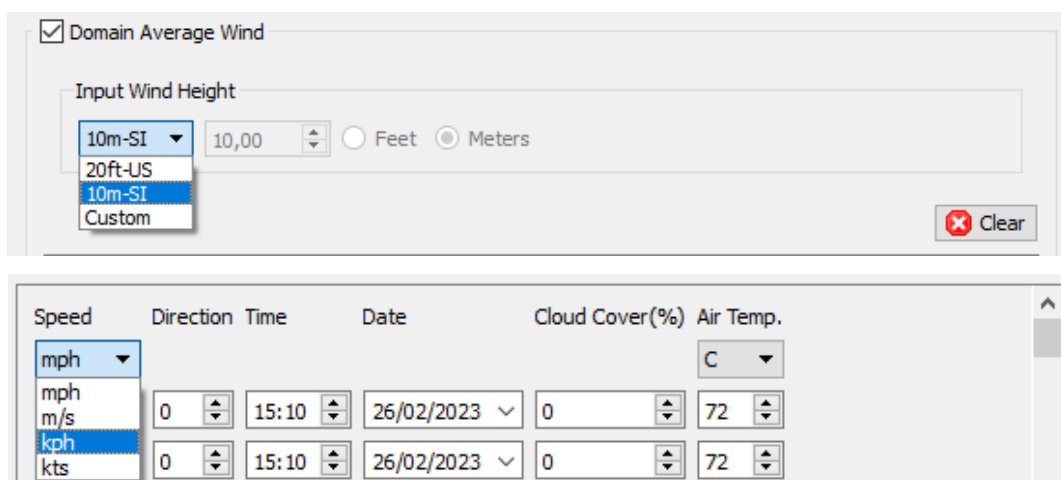 Domain Average Wind
Input Wind Height
10m-SI 10,00 Feet Meters
20ft-US
10m-SI
Custom
Clear
Speed Direction Time Date Cloud Cover(%) Air Temp.
mph C
mph
m/s 0 15:10 26/02/2023 0 72
kph
kts 0 15:10 26/02/2023 0 72